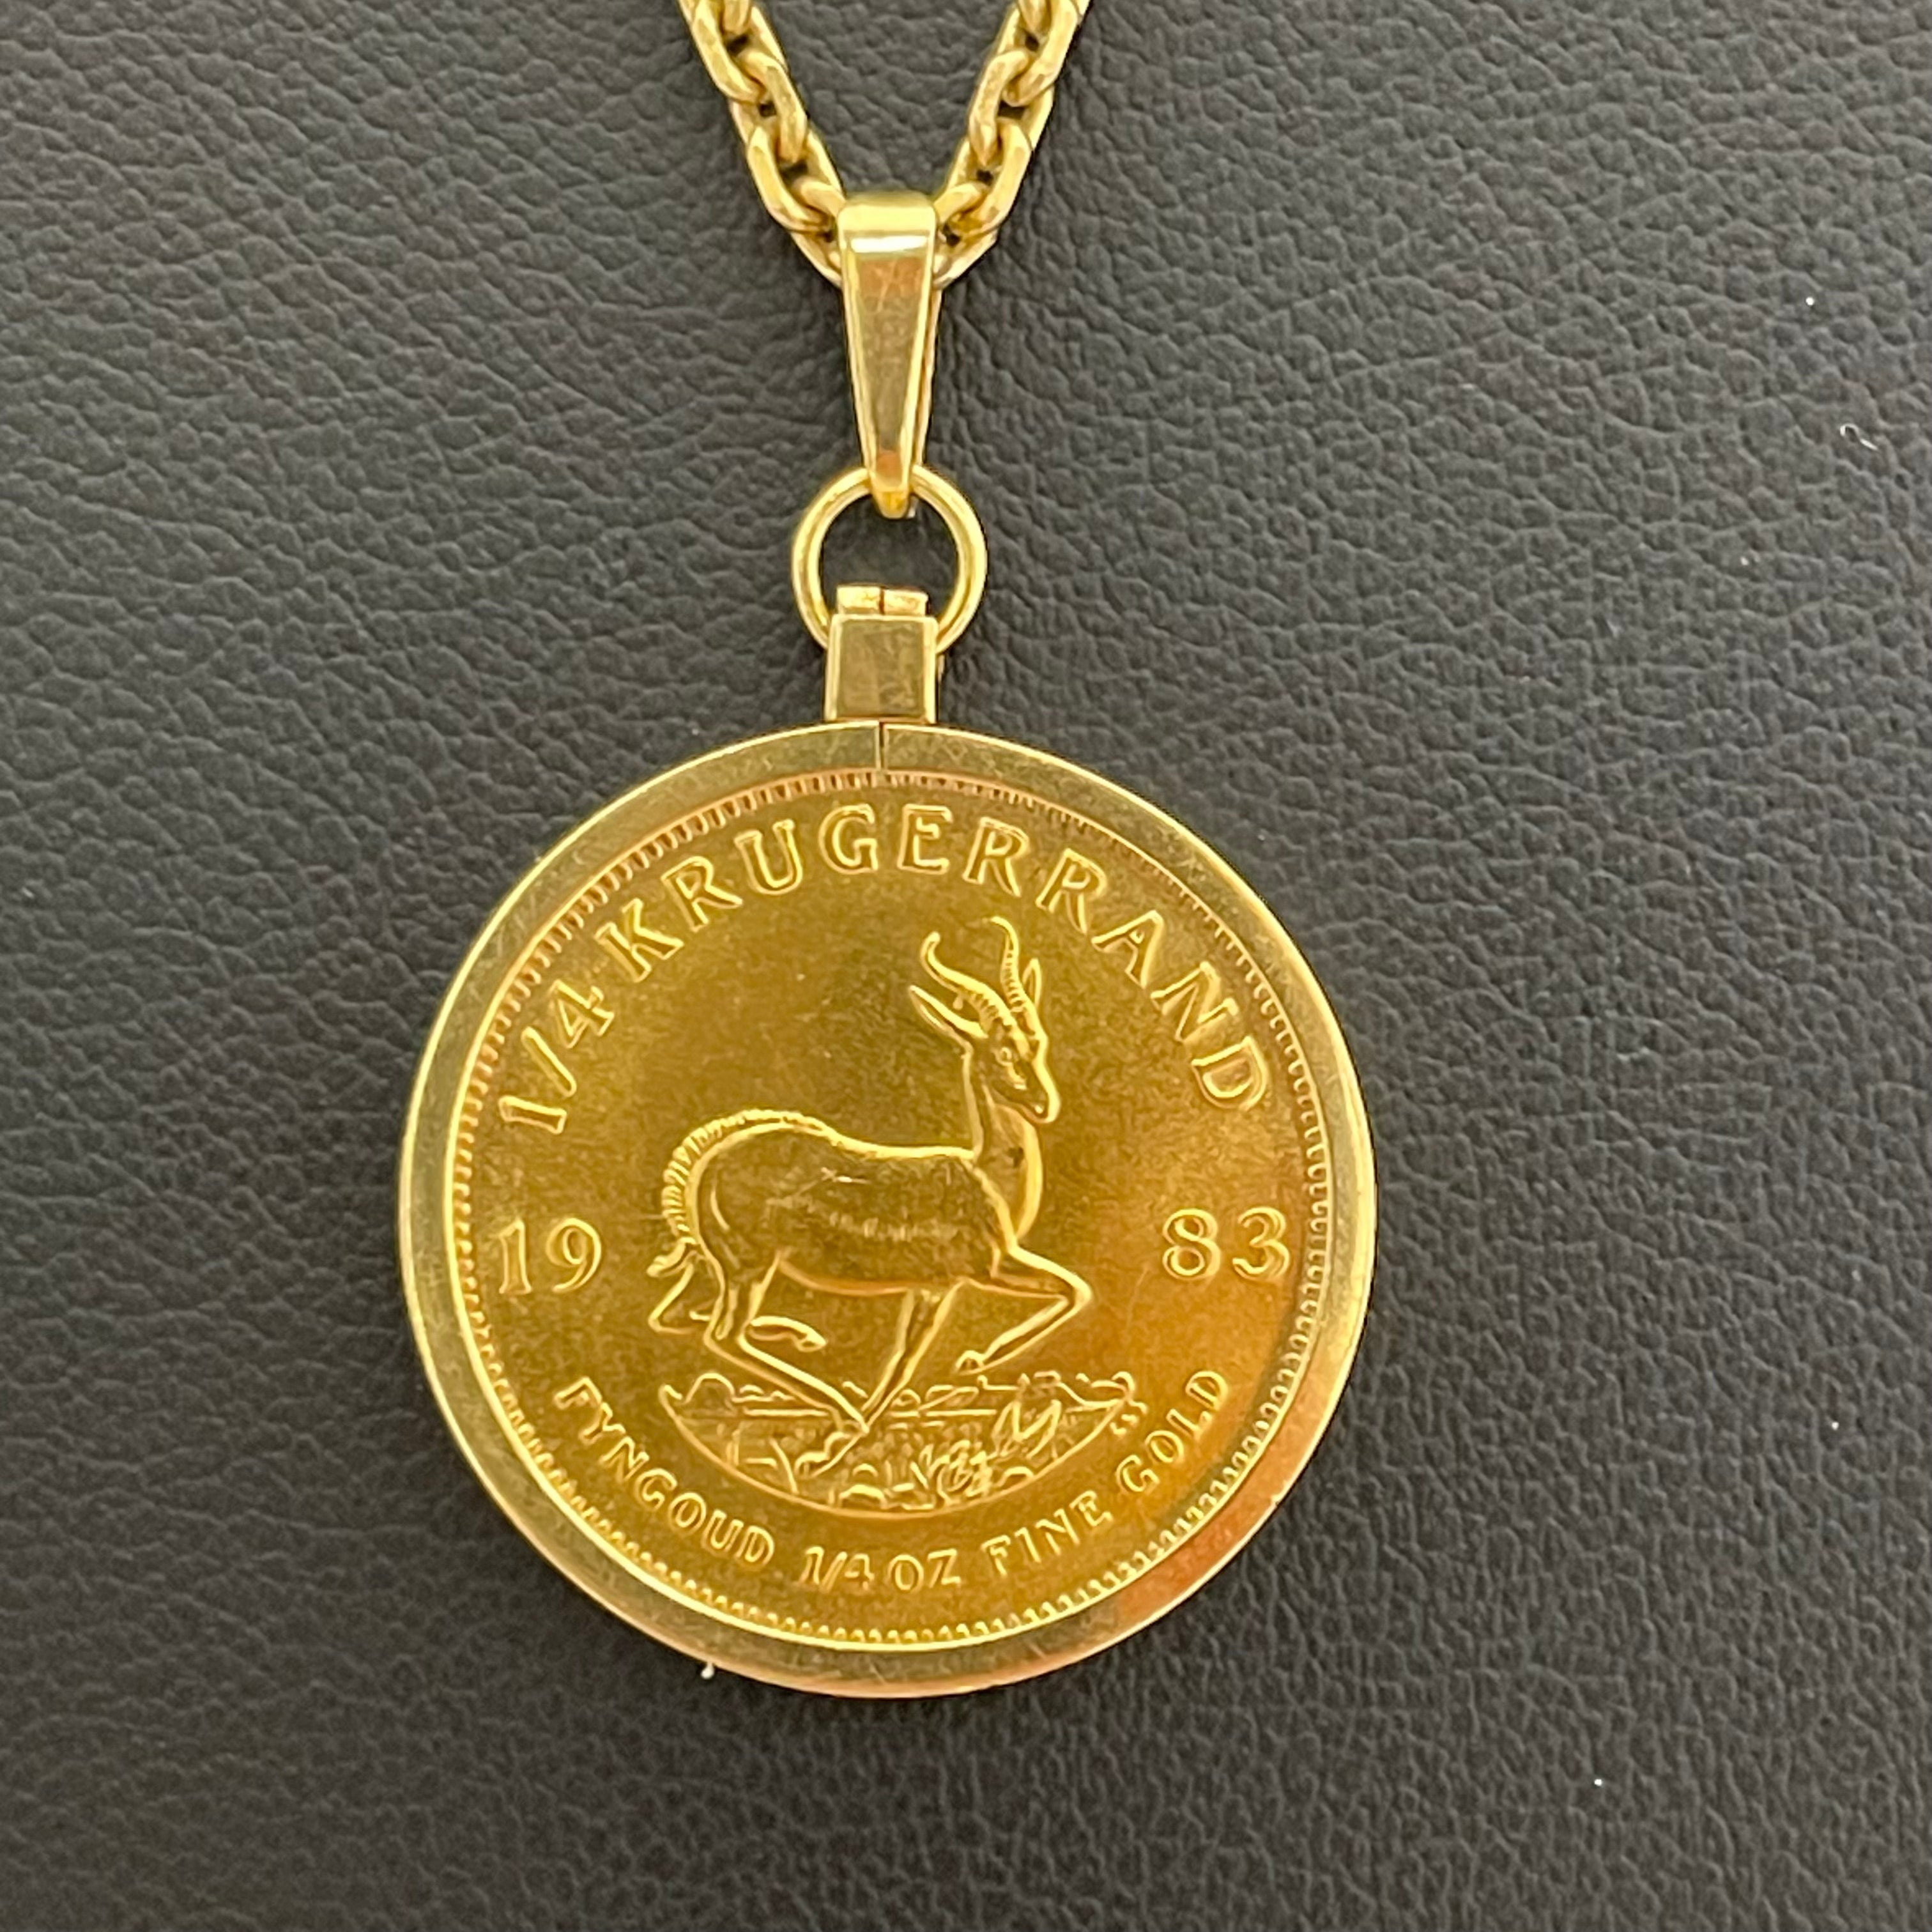 1/4 KRUGERRAND
19 83
FYNGOUD 1/4 OZ FINE GOLD